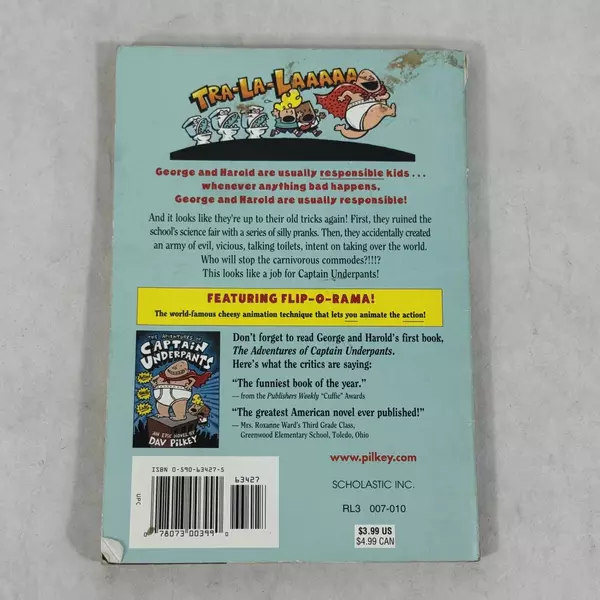 TRA-LA-LAAAAA
George and Harold are usually responsible kids . . .
whenever anything bad happens,
George and Harold are usually responsible!
And it looks like they're up to their old tricks again! First, they ruined the
school's science fair with a series of silly pranks. Then, they accidentally created
an army of evil, vicious, talking toilets, intent on taking over the world.
Who will stop the carnivorous commodes?!!!?
This looks like a job for Captain Underpants!
FEATURING FLIP-O-RAMA!
The world-famous cheesy animation technique that lets you animate the action!
THE ADVENTURES OF
CAPTAIN
UNDERPANTS
AN EPIC NOVEL BY
DAV PILKEY
Don't forget to read George and Harold's first book,
The Adventures of Captain Underpants.
Here's what the critics are saying:
"The funniest book of the year."
— from the Publishers Weekly "Cuffie" Awards
"The greatest American novel ever published!"
— Mrs. Roxanne Ward's Third Grade Class,
Greenwood Elementary School, Toledo, Ohio
www.pilkey.com
SCHOLASTIC INC.
RL3 007-010
$3.99 US
$4.99 CAN
ISBN 0-590-63427-5
63427
UPC
0 78073 00399 0